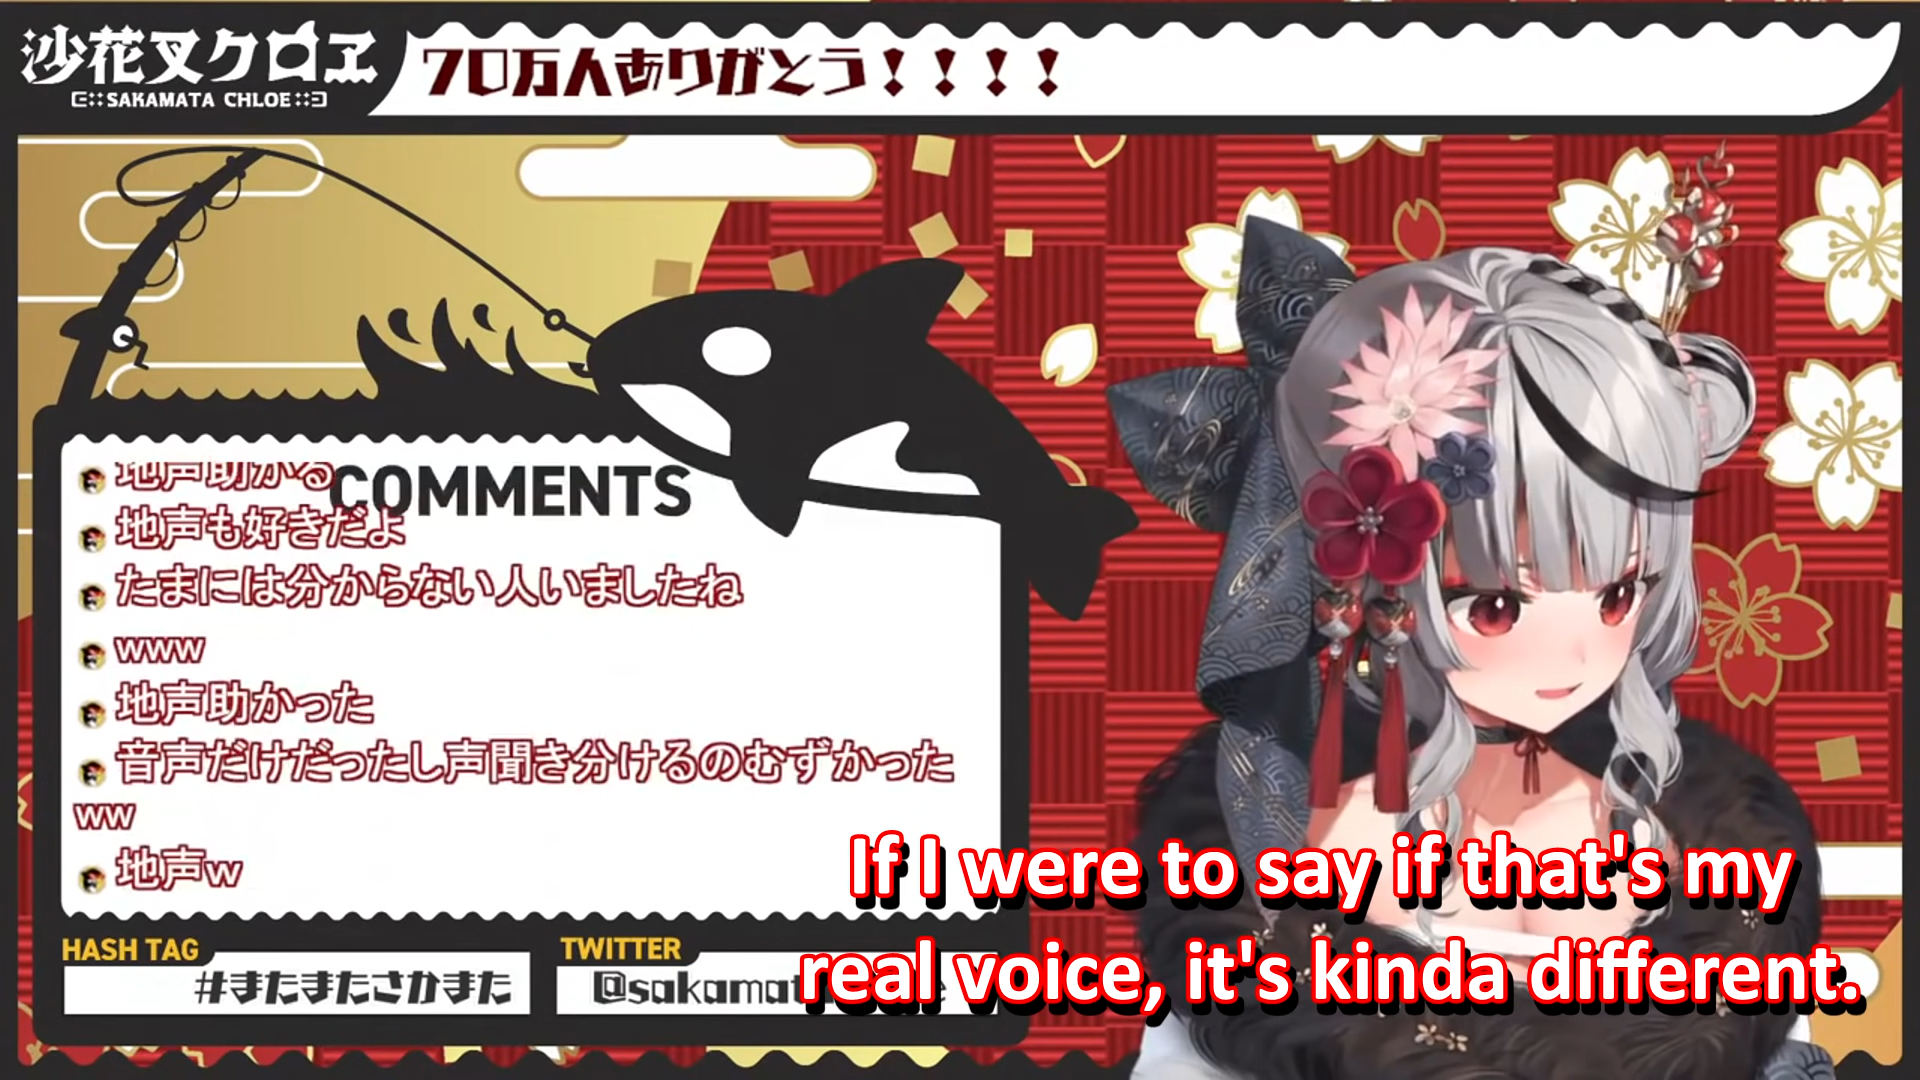 沙花叉クロヱ
SAKAMATA CHLOE
70万人ありがとう！！！！
COMMENTS
地声助かる
地声も好きだよ
たまには分からない人いましたね
www
地声助かった
音声だけだったし声聞き分けるのむずかった
ww
地声w
If I were to say if that's my
real voice, it's kinda different.
HASH TAG
#またまたさかまた
TWITTER